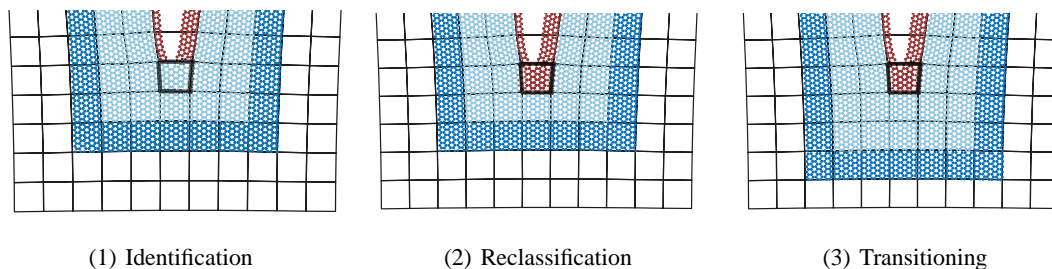 (1) Identification
(2) Reclassification
(3) Transitioning